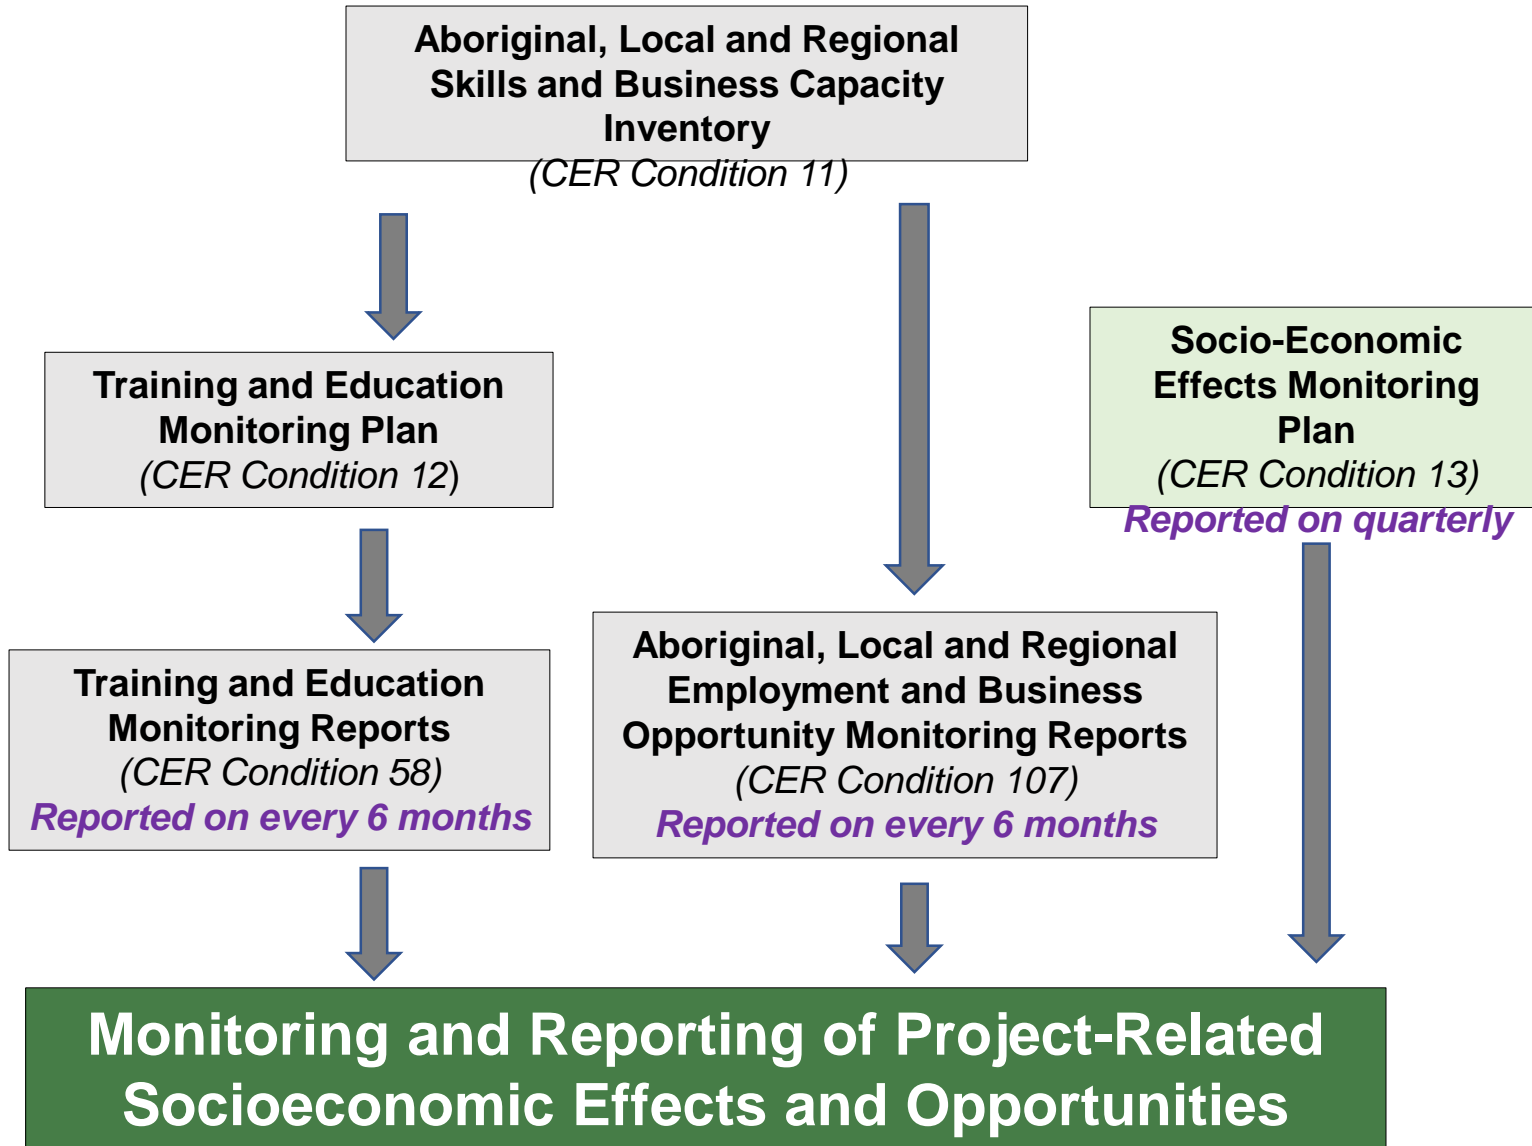 Aboriginal, Local and Regional
Skills and Business Capacity
Inventory
(CER Condition 11)
Training and Education
Monitoring Plan
(CER Condition 12)
Socio-Economic
Effects Monitoring
Plan
(CER Condition 13)
Reported on quarterly
Training and Education
Monitoring Reports
(CER Condition 58)
Reported on every 6 months
Aboriginal, Local and Regional
Employment and Business
Opportunity Monitoring Reports
(CER Condition 107)
Reported on every 6 months
Monitoring and Reporting of Project-Related
Socioeconomic Effects and Opportunities